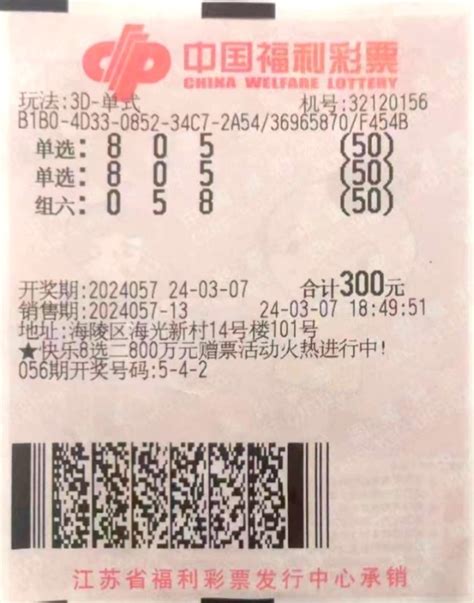 中国福利彩票
CHINA WELFARE LOTTERY
玩法:3D-单式 机号:32120156
B1B0-4D33-0852-34C7-2A54/36965870/F454B
单选: 8 0 5 (50)
单选: 8 0 5 (50)
组六: 0 5 8 (50)
开奖期:2024057 24-03-07 合计300元
销售期:2024057-13 24-03-07 18:49:51
地址:海陵区海光新村14号楼101号
★快乐8选二800万元赠票活动火热进行中!
056期开奖号码:5-4-2
江苏省福利彩票发行中心承销